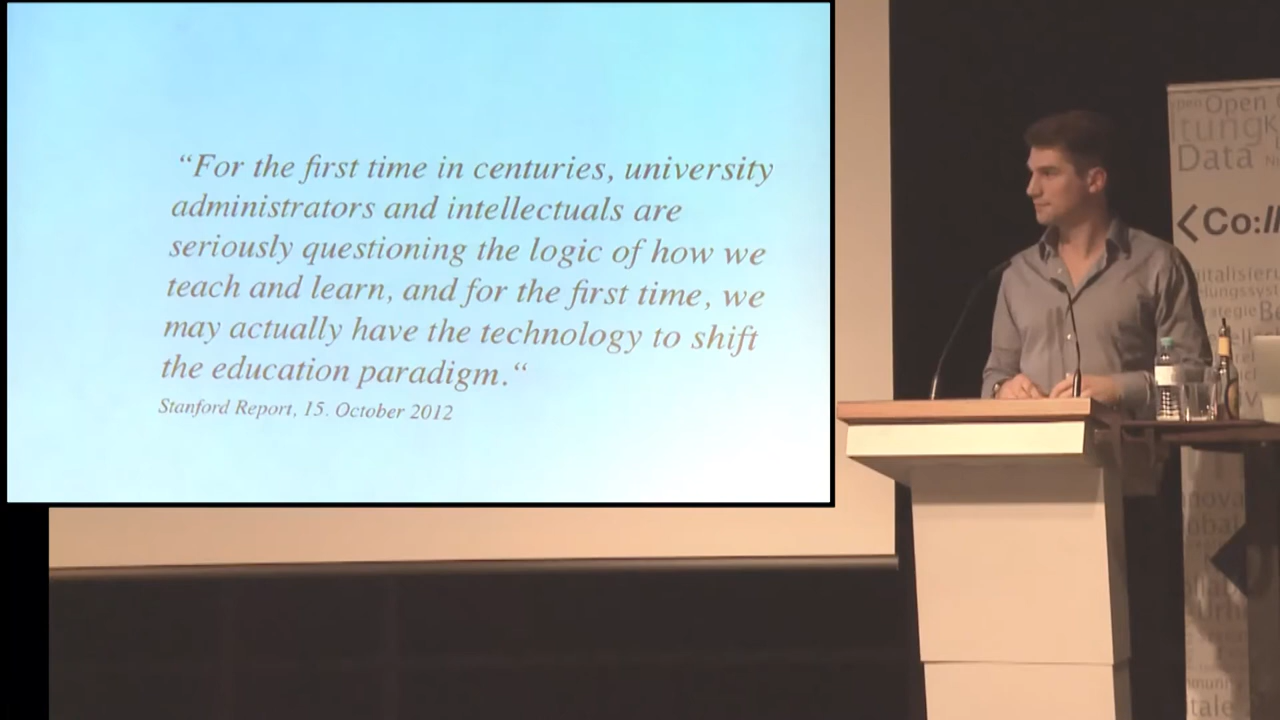 “For the first time in centuries, university
administrators and intellectuals are
seriously questioning the logic of how we
teach and learn, and for the first time, we
may actually have the technology to shift
the education paradigm.“
Stanford Report, 15. October 2012
Open
tung
Data
<Co:ll